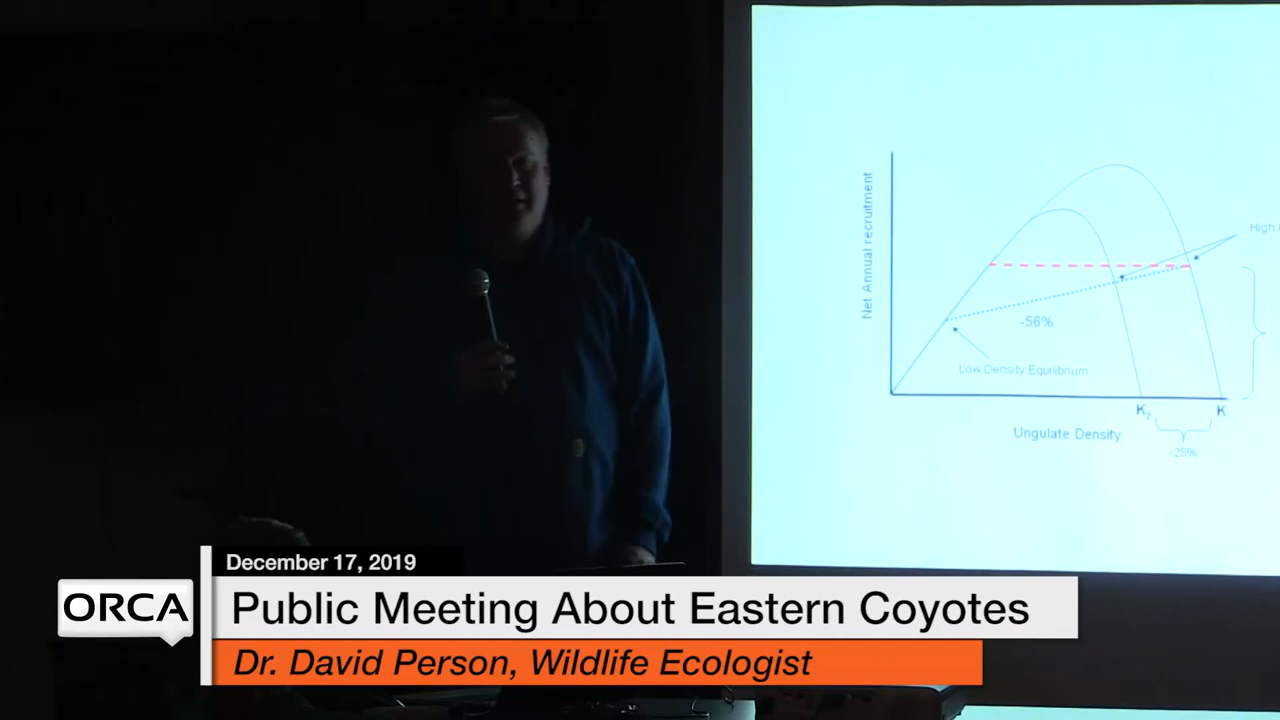 Net Annual recruitment
High
-56%
Low Density Equilibrium
K₂
K
Ungulate Density
-25%
December 17, 2019
ORCA
Public Meeting About Eastern Coyotes
Dr. David Person, Wildlife Ecologist